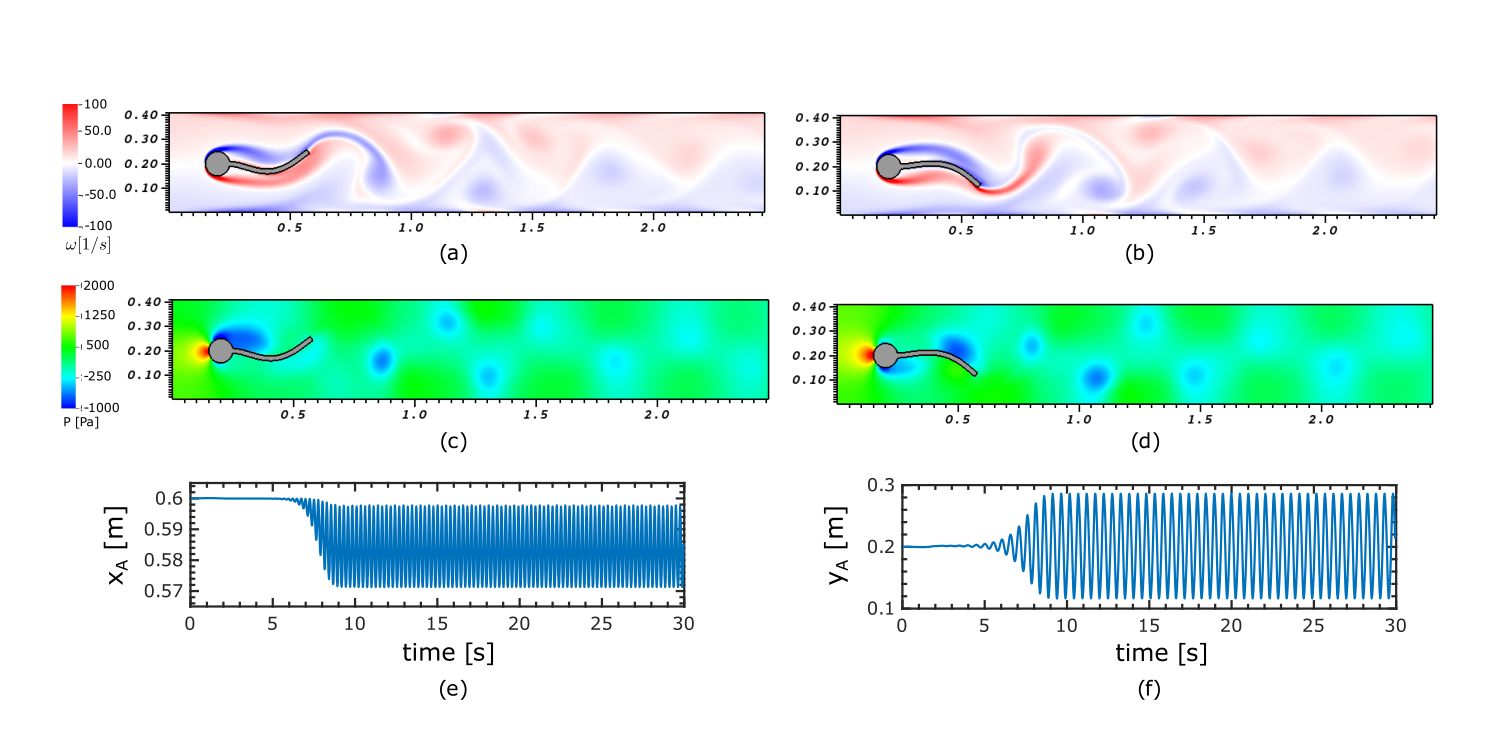 100
50.0
0.00
-50.0
-100
ω[1/s]
0.40
0.30
0.20
0.10
0.5 1.0 1.5 2.0
(a)
0.40
0.30
0.20
0.10
0.5 1.0 1.5 2.0
(b)
2000
1250
500
-250
-1000
P [Pa]
0.40
0.30
0.20
0.10
0.5 1.0 1.5 2.0
(c)
0.40
0.30
0.20
0.10
0.5 1.0 1.5 2.0
(d)
0.6
0.59
0.58
0.57
xA [m]
0 5 10 15 20 25 30
time [s]
(e)
0.3
0.2
0.1
yA [m]
0 5 10 15 20 25 30
time [s]
(f)